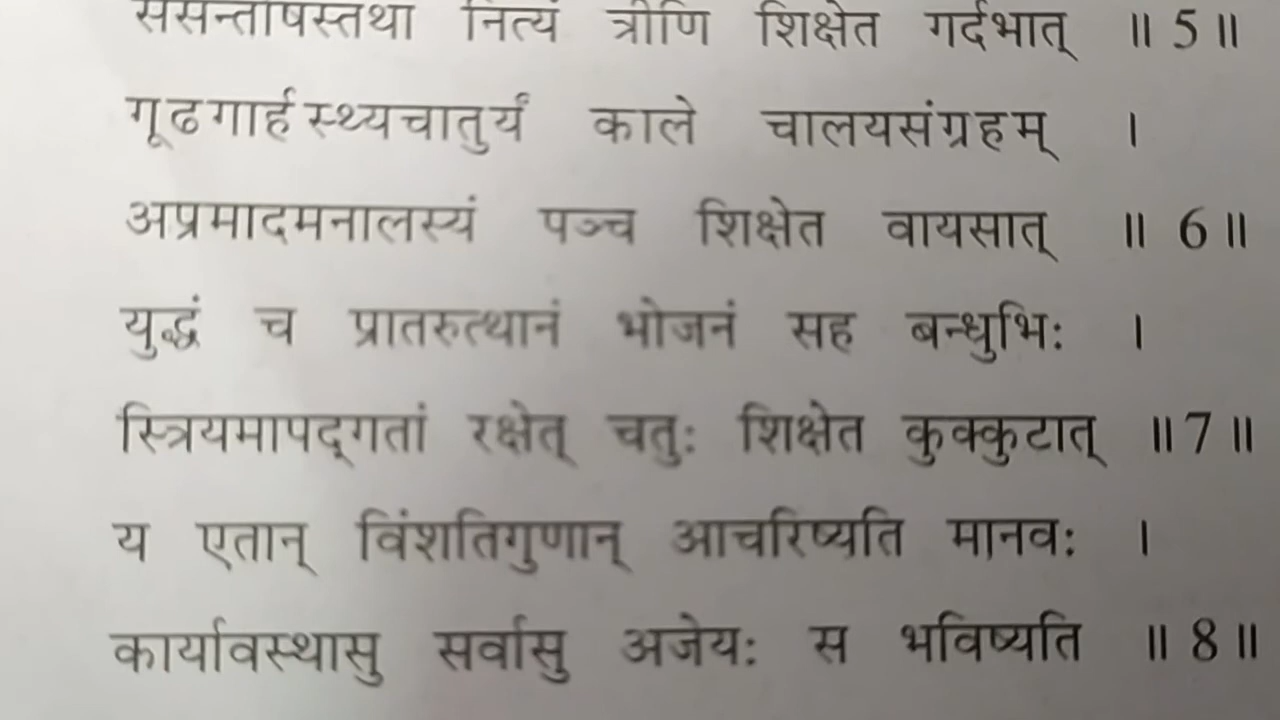 ससन्तोषस्तथा नित्यं त्रीणि शिक्षेत गर्दभात् ॥ 5 ॥
गूढगार्हस्थ्यचातुर्यं काले चालयसंग्रहम् ।
अप्रमादमनालस्यं पञ्च शिक्षेत वायसात् ॥ 6 ॥
युद्धं च प्रातरुत्थानं भोजनं सह बन्धुभिः ।
स्त्रियमापद्गतां रक्षेत् चतुः शिक्षेत कुक्कुटात् ॥ 7 ॥
य एतान् विंशतिगुणान् आचरिष्यति मानवः ।
कार्यावस्थासु सर्वासु अजेयः स भविष्यति ॥ 8 ॥